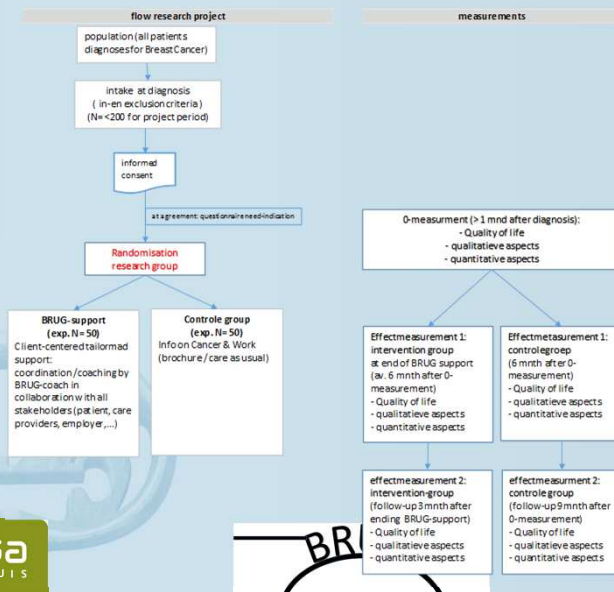 flow research project
population (all patients
diagnoses for Breast Cancer)
intake at diagnosis
( in-en exclusion criteria )
(N= <200 for project period)
informed
consent
at agreement: questionnaire need-indication
Randomisation
research group
BRUG-support
(exp. N= 50)
Client-centered tailormad
support:
coordination/coaching by
BRUG-coach in
collaboration with all
stakeholders (patient, care
providers, employer,...)
Controle group
(exp. N= 50)
Info on Cancer & Work
(brochure / care as usual)
measurements
0-measurment (> 1 mnd after diagnosis):
- Quality of life
- qualitatieve aspects
- quantitative aspects
Effectmeasurement 1:
intervention group
at end of BRUG support
(av. 6 mnth after 0-
measurement)
- Quality of life
- qualitatieve aspects
- quantitative aspects
Effectmetasurement 1:
controlegroep
(6 mnth after 0-
measurement)
- Quality of life
- qualitatieve aspects
- quantitative aspects
effectmeasurement 2:
intervention-group
(follow-up 3 mnth after
ending BRUG-support)
- Quality of life
- qualitatieve aspects
- quantitative aspects
effectmeasurment 2:
controle group
(follow-up 9 mnth after
0-measurement)
- Quality of life
- qualitatieve aspects
- quantitative aspects
sa
UIS
BR